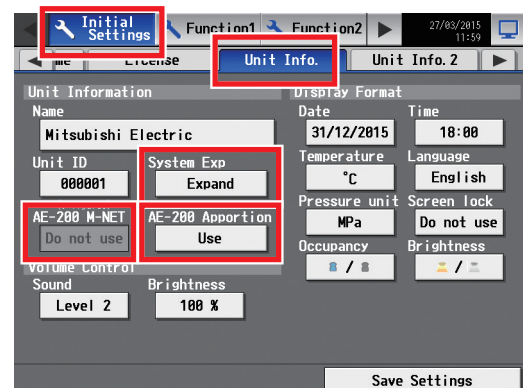 Initial
Settings
Function1
Function2
27/03/2015
11:59
me
License
Unit Info.
Unit Info. 2
Unit Information
Name
Mitsubishi Electric
Unit ID
System Exp
000001
Expand
AE-200 M-NET
AE-200 Apportion
Do not use
Use
Volume Control
Sound
Brightness
Level 2
100 %
Display Format
Date
Time
31/12/2015
18:00
Temperature
Language
°C
English
Pressure unit
Screen lock
MPa
Do not use
Occupancy
Brightness
/
/
Save Settings